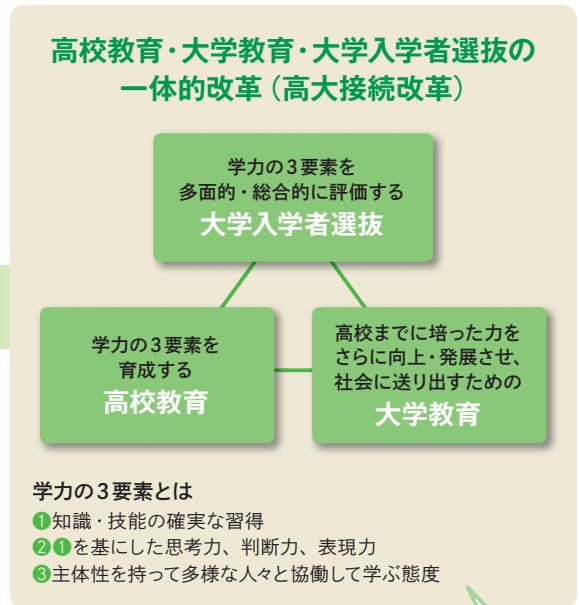 高校教育・大学教育・大学入学者選抜の
一体的改革（高大接続改革）
学力の3要素を
多面的・総合的に評価する
大学入学者選抜
学力の3要素を
育成する
高校教育
高校までに培った力を
さらに向上・発展させ、
社会に送り出すための
大学教育
学力の3要素とは
❶知識・技能の確実な習得
❷❶を基にした思考力、判断力、表現力
❸主体性を持って多様な人々と協働して学ぶ態度